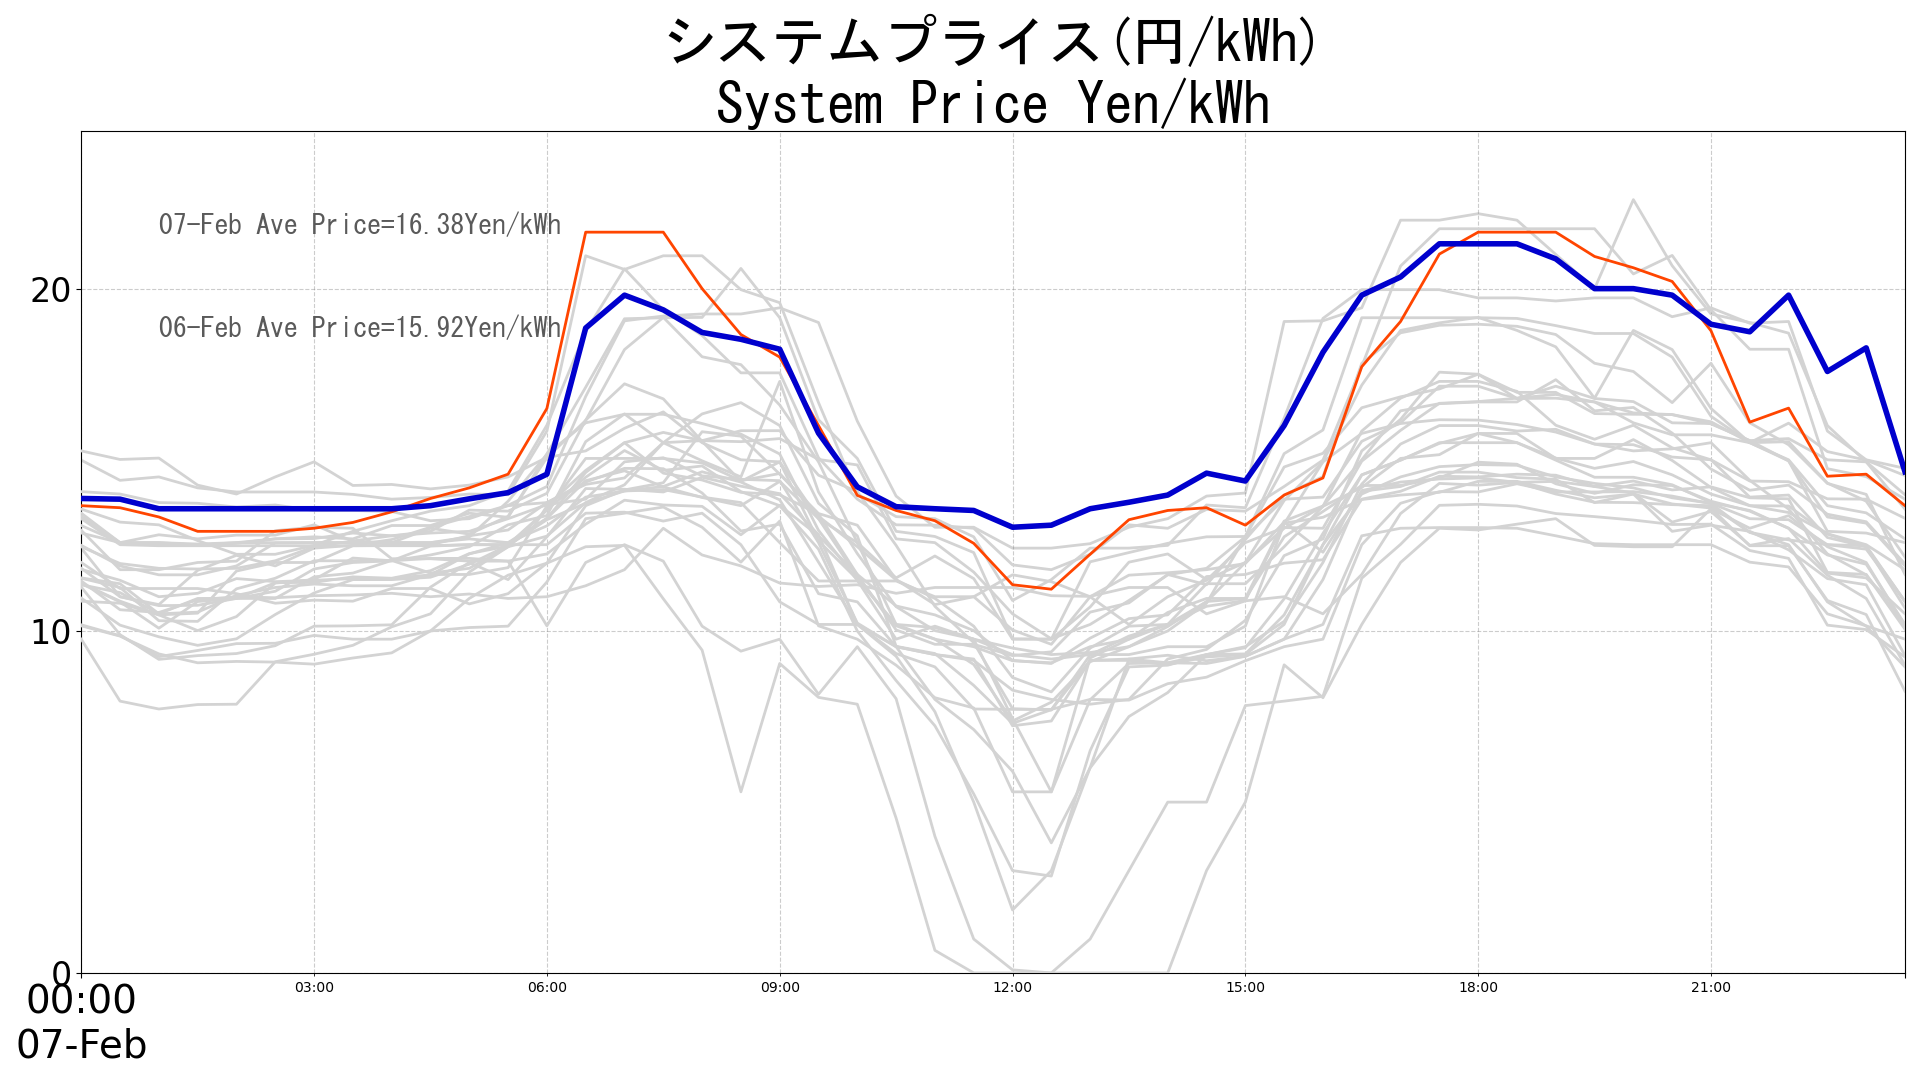 システムプライス(円/kWh)
System Price Yen/kWh
07-Feb Ave Price=16.38Yen/kWh
06-Feb Ave Price=15.92Yen/kWh
20
10
0
00:00 03:00 06:00 09:00 12:00 15:00 18:00 21:00
07-Feb